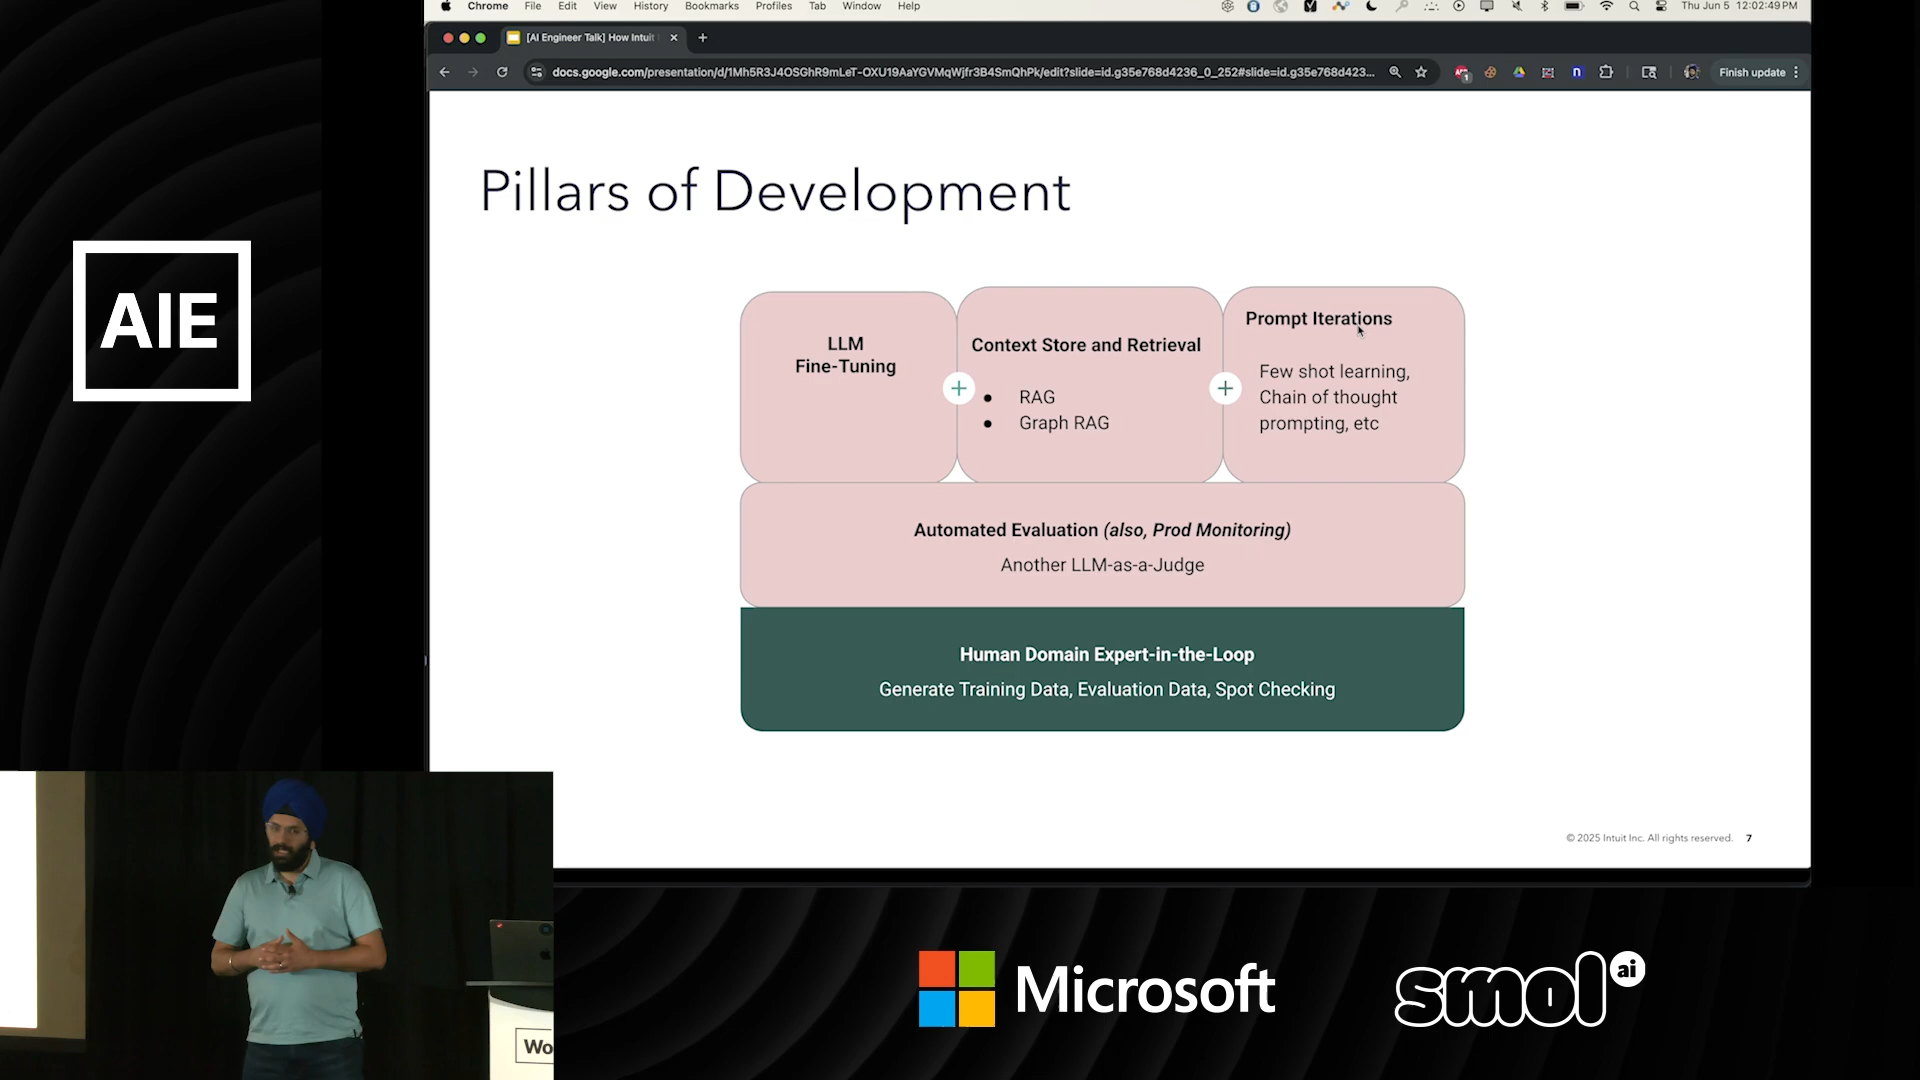 Chrome File Edit View History Bookmarks Profiles Tab Window Help
Thu Jun 5 12:02:49 PM
[AI Engineer Talk] How Intuit
docs.google.com/presentation/d/1Mh5R3J4OSGhR9mLeT-OXU19AaYGVMqWjfr3B4SmQhPk/edit?slide=id.g35e768d4236_0_252#slide=id.g35e768d423...
Finish update
Pillars of Development
LLM
Fine-Tuning
Context Store and Retrieval
● RAG
● Graph RAG
Prompt Iterations
Few shot learning,
Chain of thought
prompting, etc
Automated Evaluation (also, Prod Monitoring)
Another LLM-as-a-Judge
Human Domain Expert-in-the-Loop
Generate Training Data, Evaluation Data, Spot Checking
© 2025 Intuit Inc. All rights reserved. 7
AIE
Wo
Microsoft
smol ai